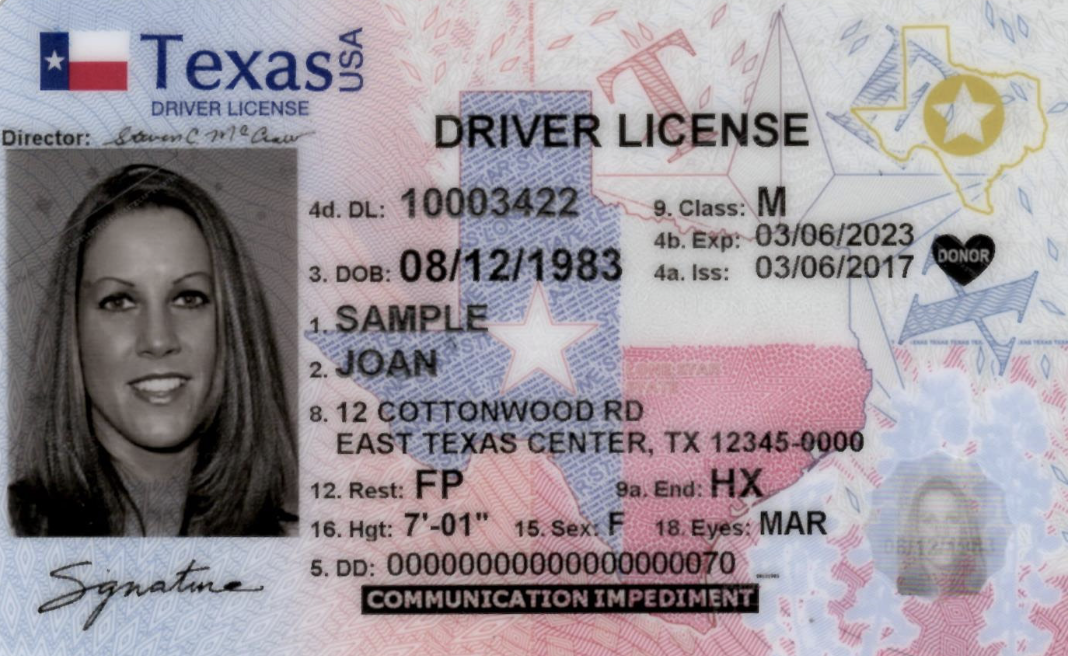 Texas USA
DRIVER LICENSE
Director: Steven C McCraw
DRIVER LICENSE
4d. DL: 10003422
9. Class: M
4b. Exp: 03/06/2023
3. DOB: 08/12/1983
4a. Iss: 03/06/2017
DONOR
1. SAMPLE
2. JOAN
8. 12 COTTONWOOD RD
EAST TEXAS CENTER, TX 12345-0000
12. Rest: FP
9a. End: HX
16. Hgt: 7'-01"
15. Sex: F
18. Eyes: MAR
5. DD: 00000000000000000070
COMMUNICATION IMPEDIMENT
Signature